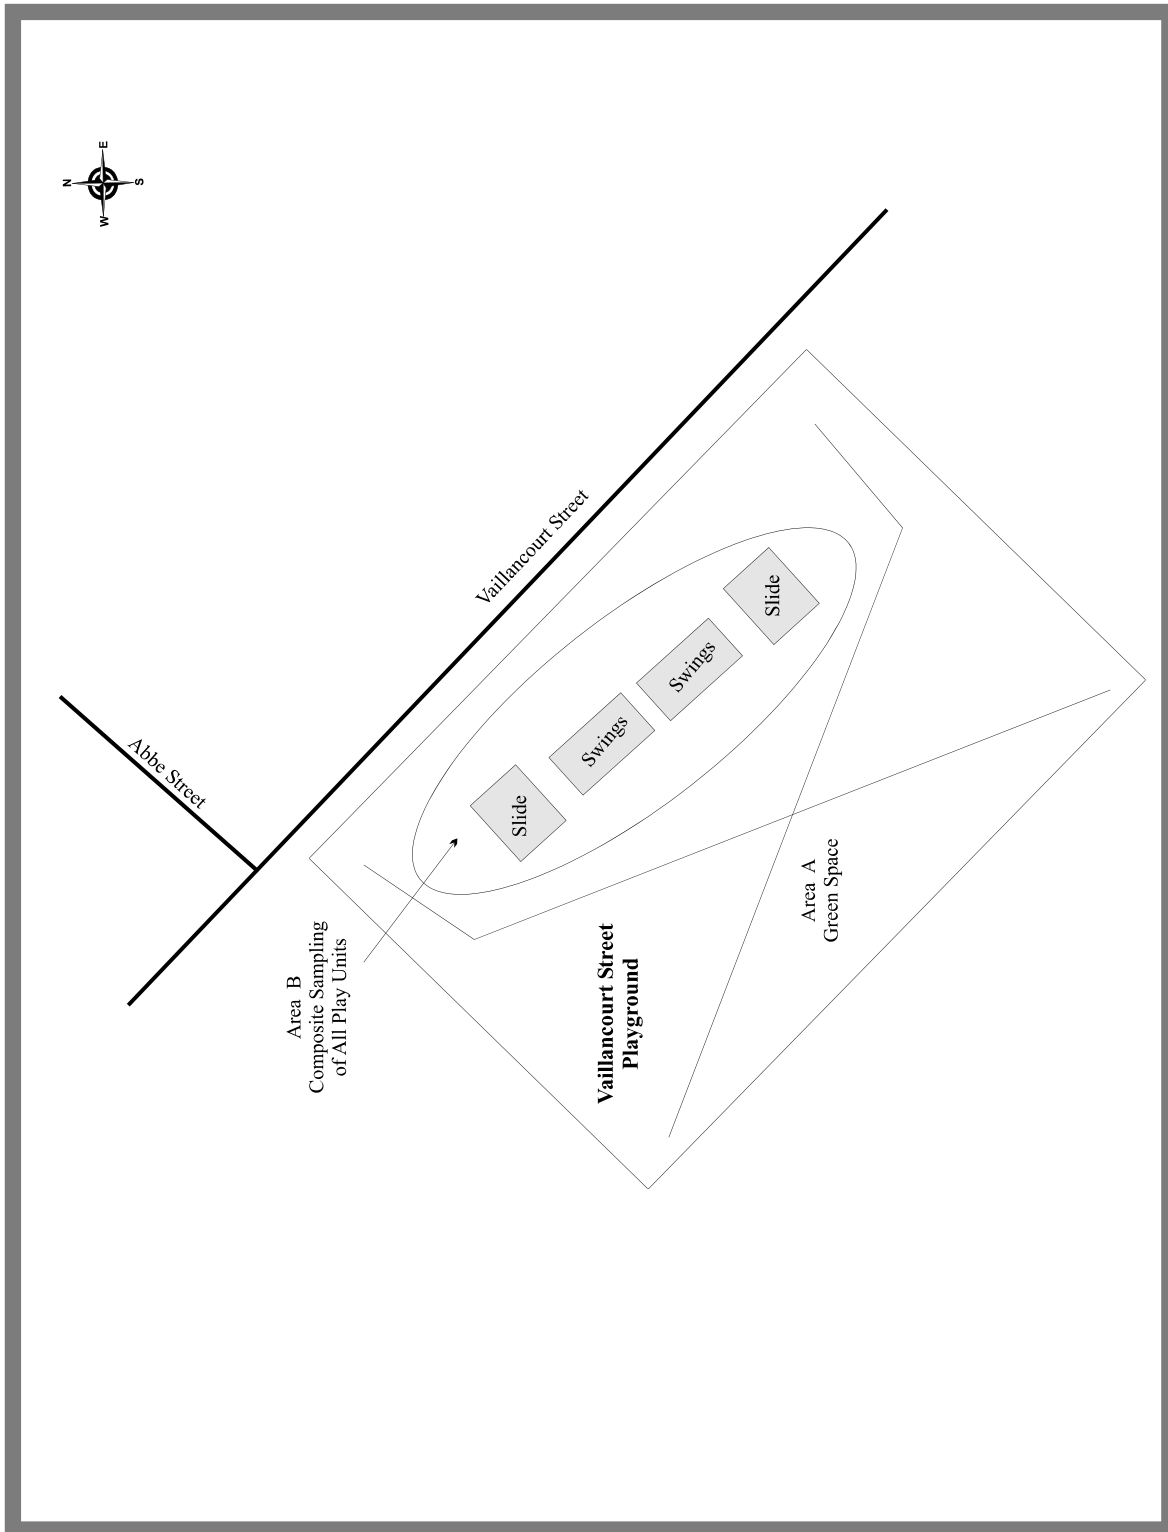 N
E
S
W
Abbe Street
Vaillancourt Street
Area B
Composite Sampling
of All Play Units
Slide
Swings
Swings
Slide
Vaillancourt Street
Playground
Area A
Green Space